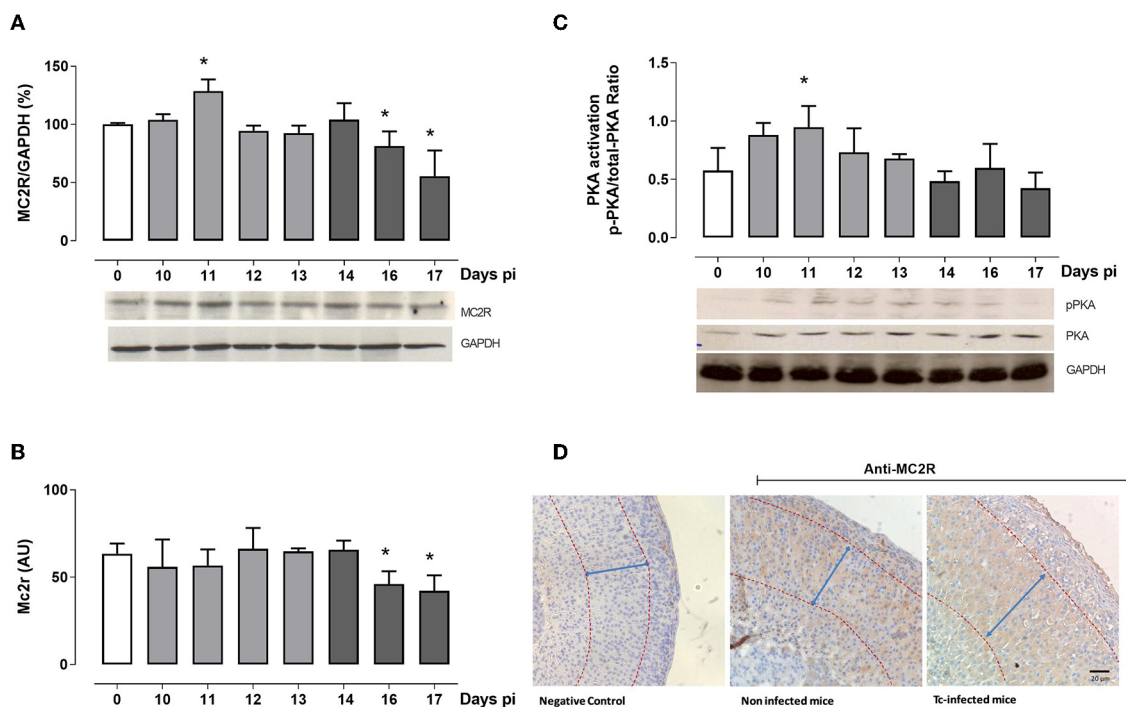 A
MC2R/GAPDH (%)
150
100
50
0
*
*
*
0 10 11 12 13 14 16 17 Days pi
MC2R
GAPDH
B
Mc2r (AU)
100
50
0
*
*
0 10 11 12 13 14 16 17 Days pi
C
PKA activation
p-PKA/total-PKA Ratio
1.5
1.0
0.5
0.0
*
0 10 11 12 13 14 16 17 Days pi
pPKA
PKA
GAPDH
D
Anti-MC2R
20 µm
Negative Control
Non infected mice
Tc-infected mice